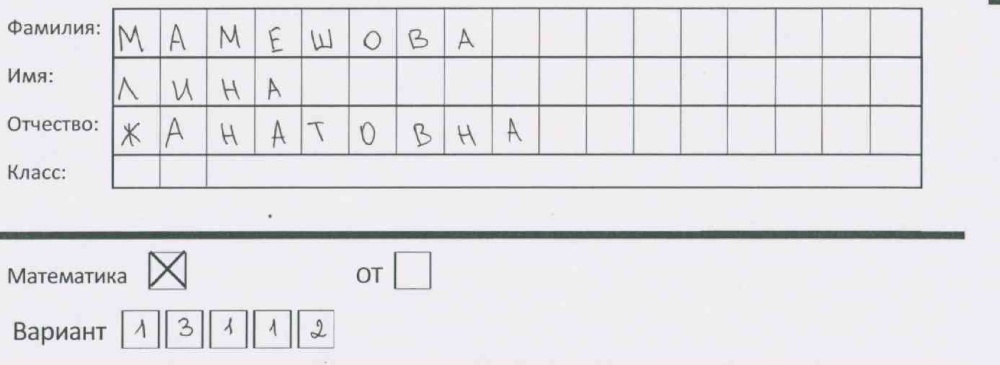 Фамилия: МАМЕШОВА
Имя: ЛИНА
Отчество: ЖАНАТОВНА
Класс:
Математика ОТ
Вариант 13112